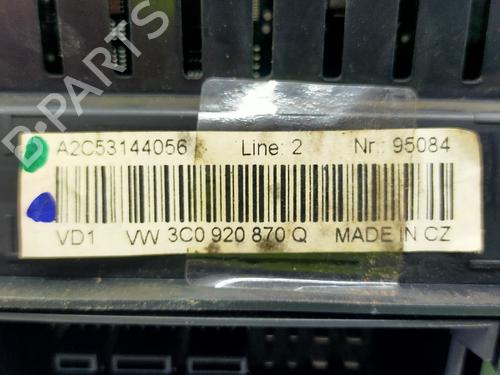 B-PARTS
A2C53144056 Line: 2 Nr.: 95084
VD1 VW 3C0 920 870 Q MADE IN CZ